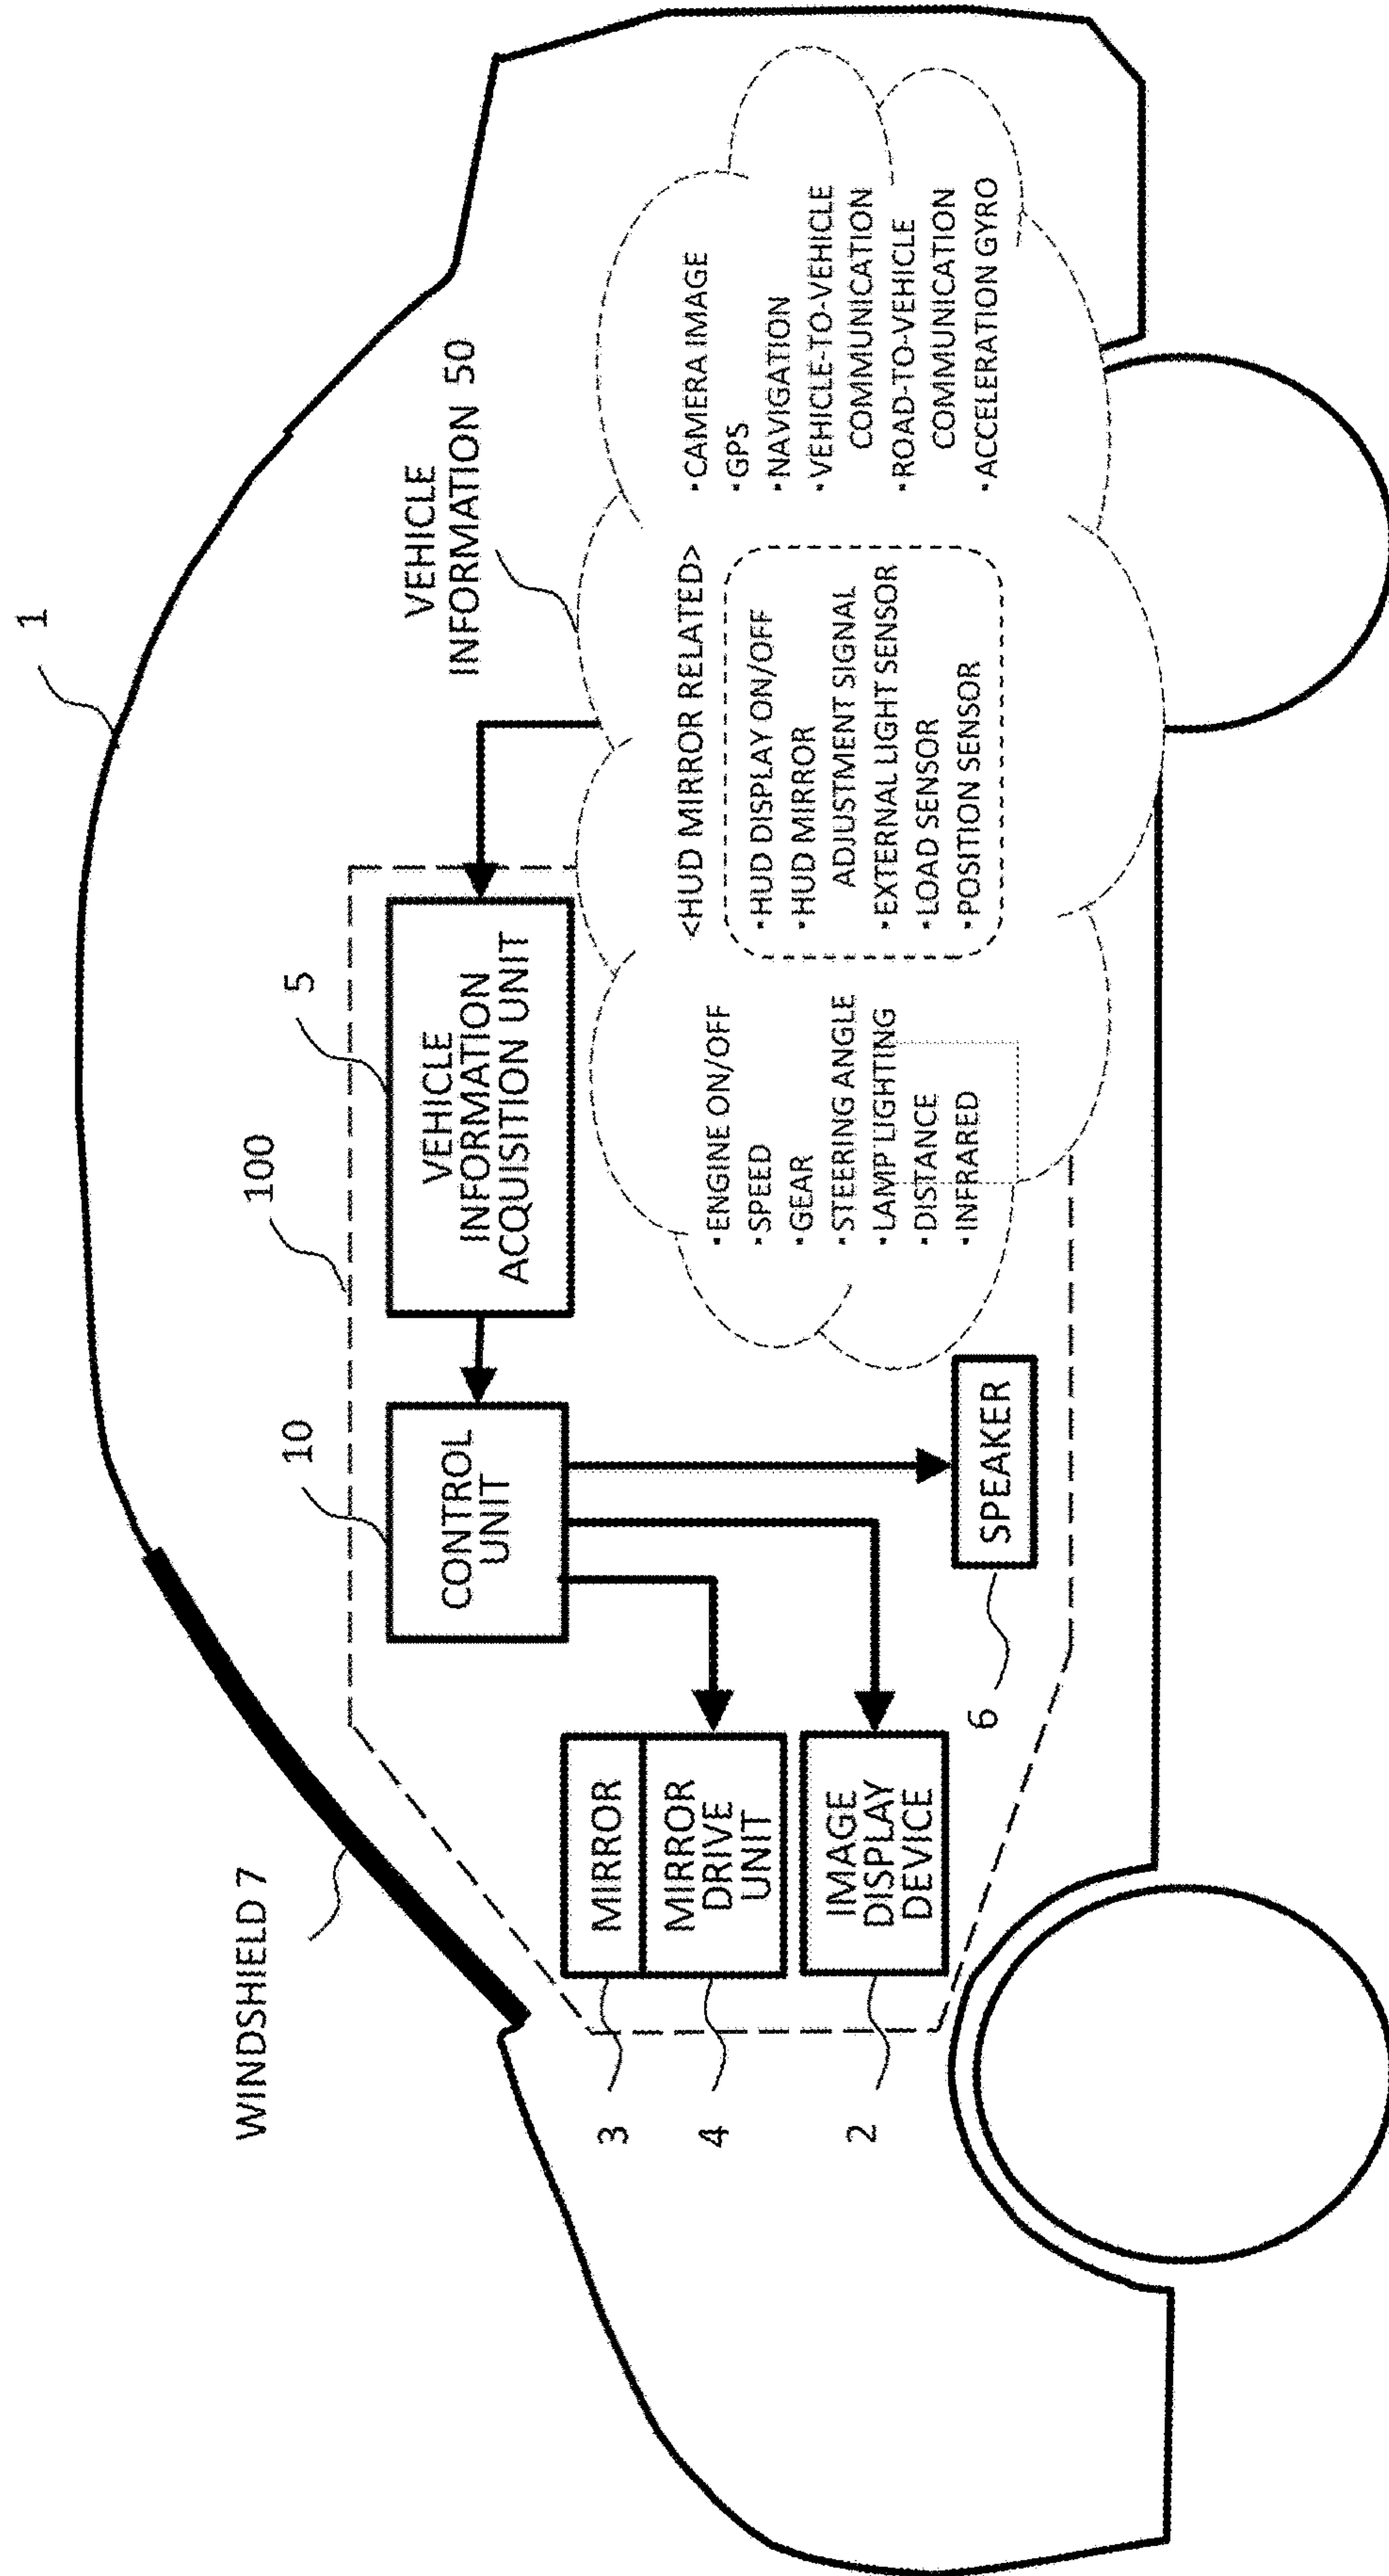 1
WINDSHIELD 7
100
10
5
VEHICLE
INFORMATION 50
CONTROL
UNIT
VEHICLE
INFORMATION
ACQUISITION UNIT
MIRROR
MIRROR
DRIVE
UNIT
IMAGE
DISPLAY
DEVICE
3
4
2
SPEAKER
6
・ENGINE ON/OFF
・SPEED
・GEAR
・STEERING ANGLE
・LAMP LIGHTING
・DISTANCE
・INFRARED
<HUD MIRROR RELATED>
・HUD DISPLAY ON/OFF
・HUD MIRROR
ADJUSTMENT SIGNAL
・EXTERNAL LIGHT SENSOR
・LOAD SENSOR
・POSITION SENSOR
・CAMERA IMAGE
・GPS
・NAVIGATION
・VEHICLE-TO-VEHICLE
COMMUNICATION
・ROAD-TO-VEHICLE
COMMUNICATION
・ACCELERATION GYRO